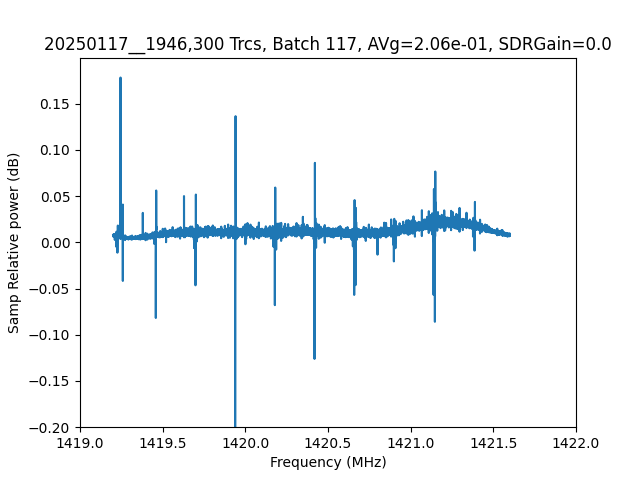 20250117__1946,300 Trcs, Batch 117, AVg=2.06e-01, SDRGain=0.0
0.15
0.10
0.05
0.00
−0.05
−0.10
−0.15
−0.20
Samp Relative power (dB)
1419.0 1419.5 1420.0 1420.5 1421.0 1421.5 1422.0
Frequency (MHz)